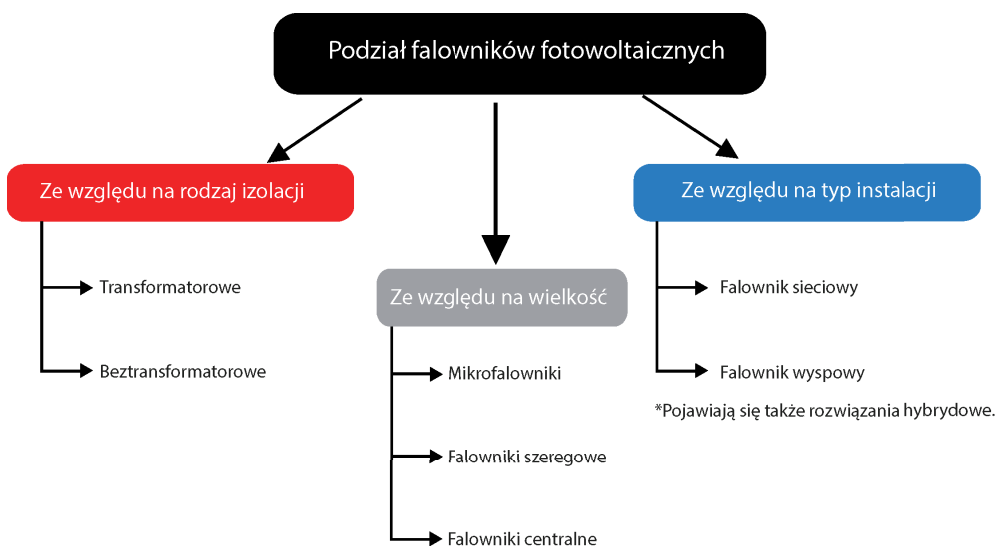 Podział falowników fotowoltaicznych
Ze względu na rodzaj izolacji
Transformatorowe
Beztransformatorowe
Ze względu na wielkość
Mikrofalowniki
Falowniki szeregowe
Falowniki centralne
Ze względu na typ instalacji
Falownik sieciowy
Falownik wyspowy
*Pojawiają się także rozwiązania hybrydowe.